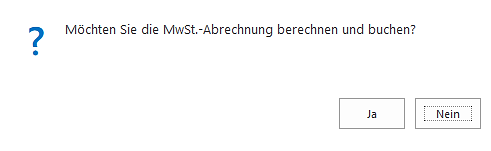 Möchten Sie die MwSt.-Abrechnung berechnen und buchen?
Ja
Nein